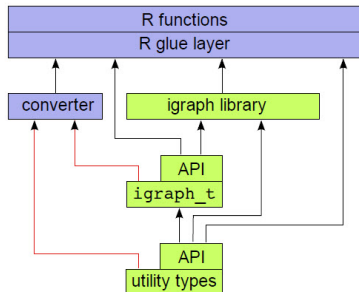 R functions
R glue layer
converter
igraph library
API
igraph_t
API
utility types